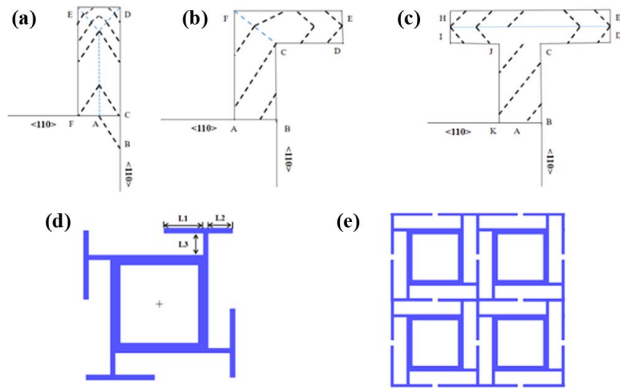 (a)
E D
F A C
<110>
B
<110>
(b)
F E
C
D
A B
<110>
<110>
(c)
H E
I D
J C
K A B
<110>
<110>
(d)
L1 L2
L3
(e)